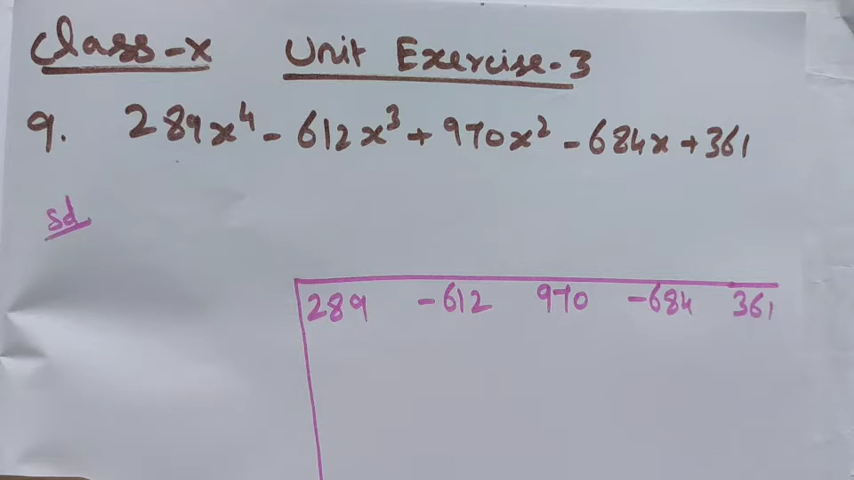 Class-X Unit Exercise-3
9. 289x⁴ - 612x³ + 970x² - 684x + 361
Sol
289 -612 970 -684 361